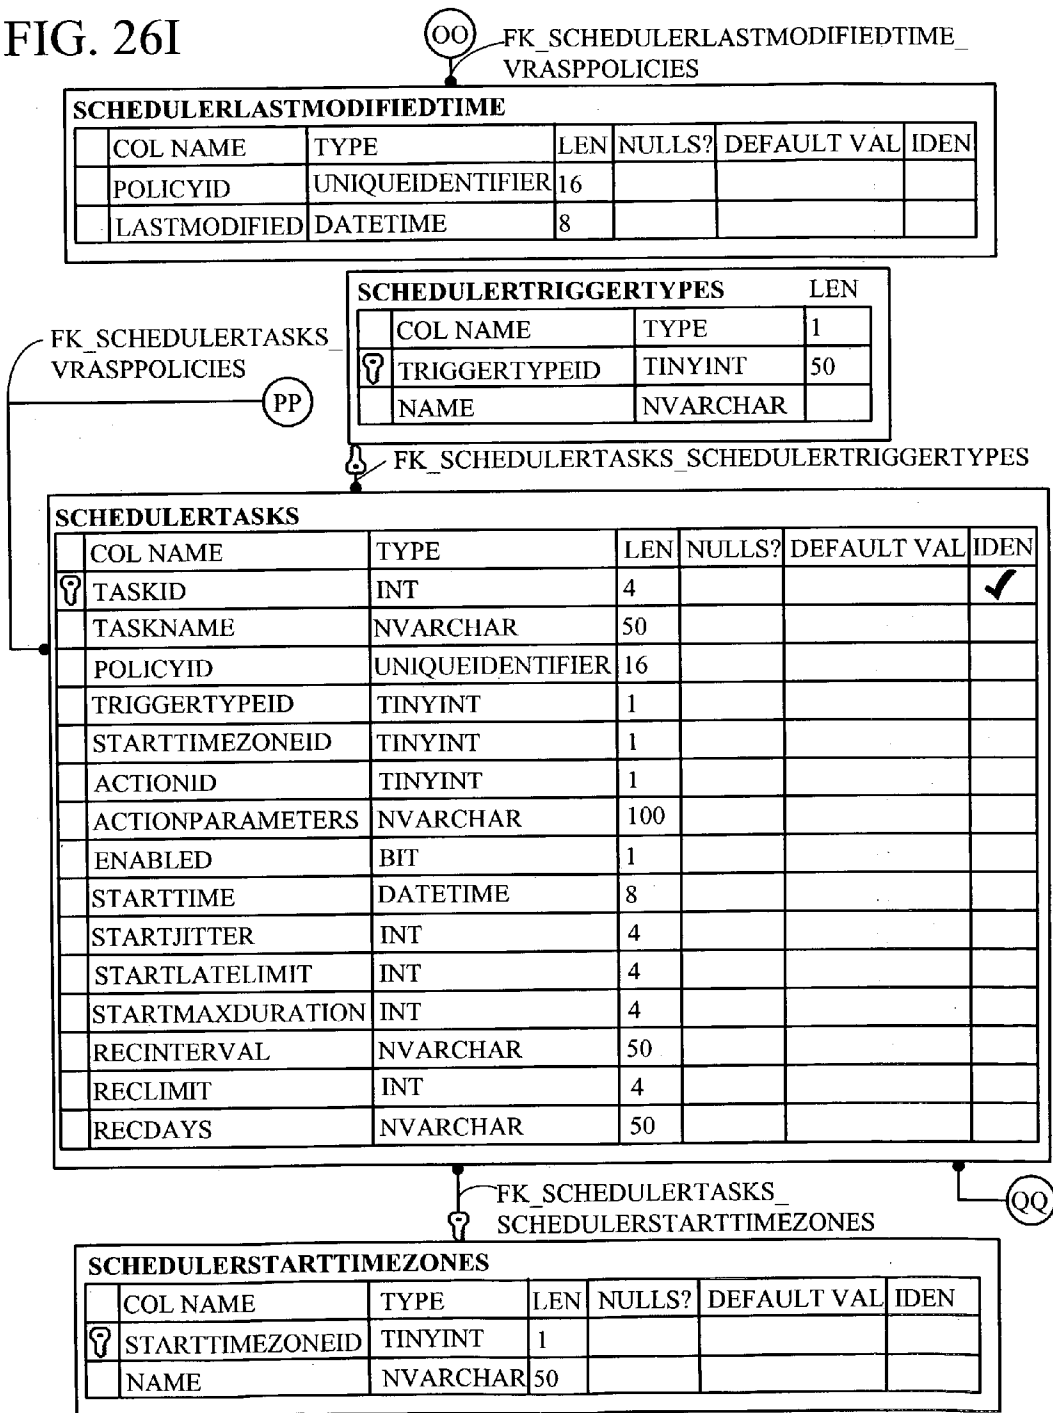 FIG. 26I
OO
FK_SCHEDULERLASTMODIFIEDTIME_
VRASPPOLICIES
SCHEDULERLASTMODIFIEDTIME
COL NAME TYPE LEN NULLS? DEFAULT VAL IDEN
POLICYID UNIQUEIDENTIFIER 16
LASTMODIFIED DATETIME 8
SCHEDULERTRIGGERTYPES LEN
COL NAME TYPE 1
TRIGGERTYPEID TINYINT 50
NAME NVARCHAR
FK_SCHEDULERTASKS_
VRASPPOLICIES
PP
FK_SCHEDULERTASKS_SCHEDULERTRIGGERTYPES
SCHEDULERTASKS
COL NAME TYPE LEN NULLS? DEFAULT VAL IDEN
TASKID INT 4 ✓
TASKNAME NVARCHAR 50
POLICYID UNIQUEIDENTIFIER 16
TRIGGERTYPEID TINYINT 1
STARTTIMEZONEID TINYINT 1
ACTIONID TINYINT 1
ACTIONPARAMETERS NVARCHAR 100
ENABLED BIT 1
STARTTIME DATETIME 8
STARTJITTER INT 4
STARTLATELIMIT INT 4
STARTMAXDURATION INT 4
RECINTERVAL NVARCHAR 50
RECLIMIT INT 4
RECDAYS NVARCHAR 50
FK_SCHEDULERTASKS_
SCHEDULERSTARTTIMEZONES
QQ
SCHEDULERSTARTTIMEZONES
COL NAME TYPE LEN NULLS? DEFAULT VAL IDEN
STARTTIMEZONEID TINYINT 1
NAME NVARCHAR 50